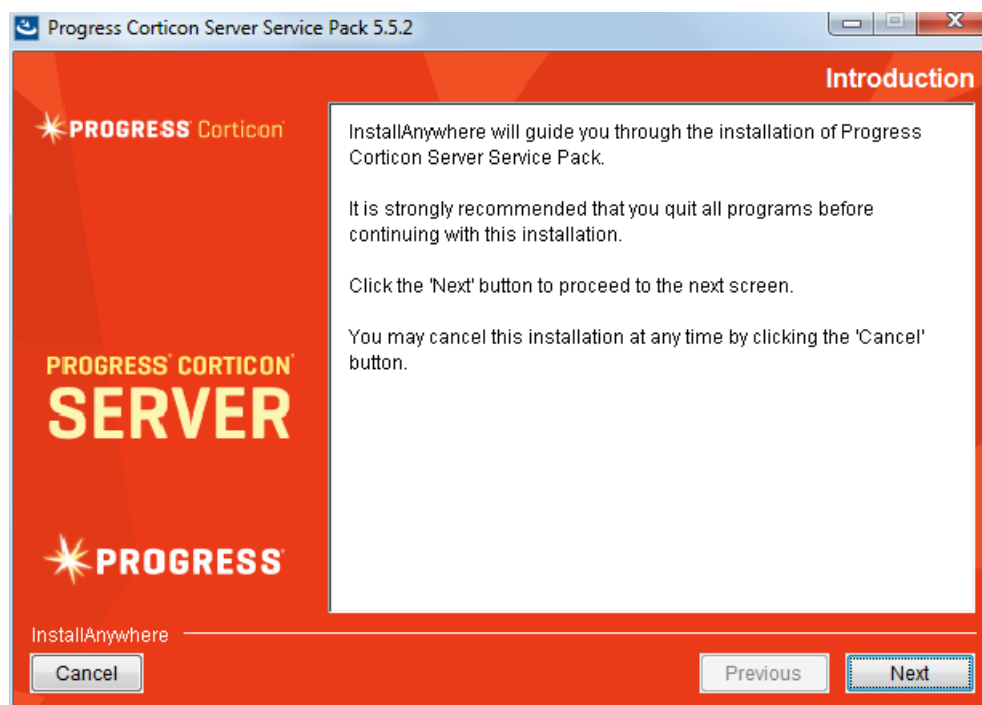 Progress Corticon Server Service Pack 5.5.2
Introduction
PROGRESS Corticon
InstallAnywhere will guide you through the installation of Progress
Corticon Server Service Pack.
It is strongly recommended that you quit all programs before
continuing with this installation.
Click the 'Next' button to proceed to the next screen.
You may cancel this installation at any time by clicking the 'Cancel'
button.
PROGRESS CORTICON
SERVER
PROGRESS
InstallAnywhere
Cancel
Previous
Next